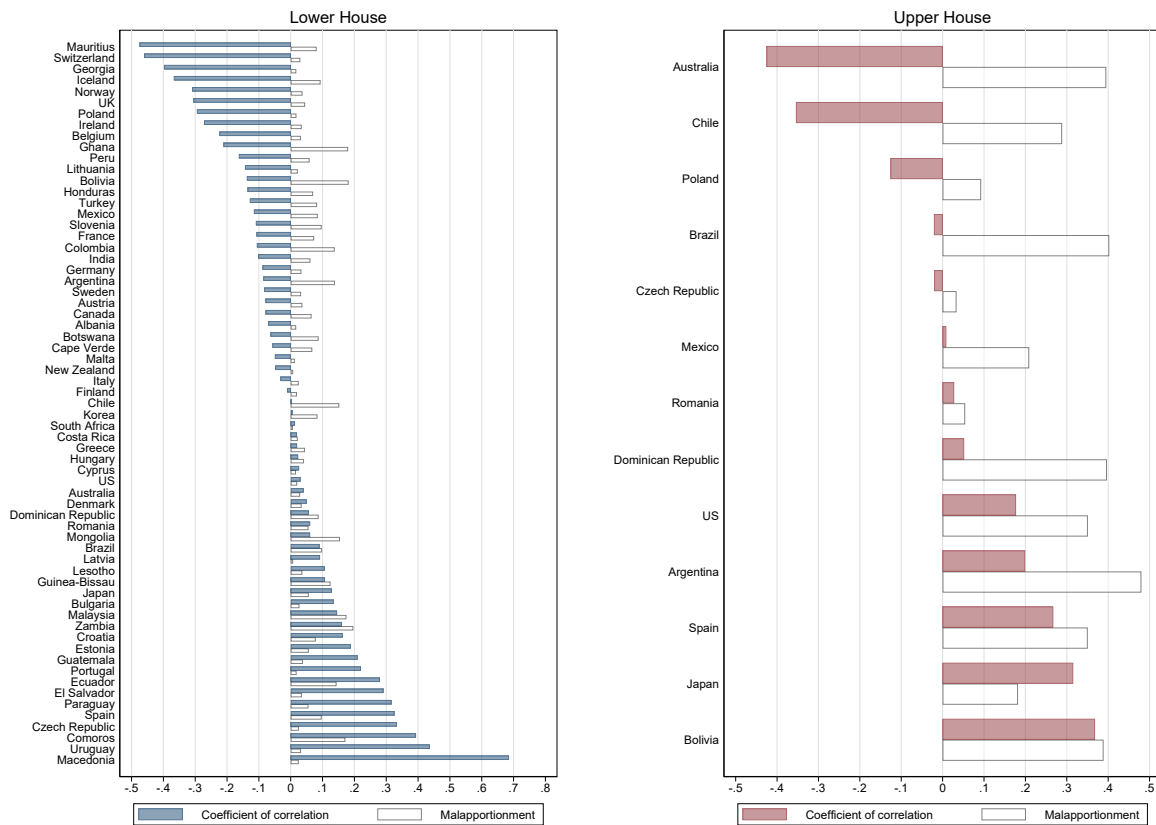 Lower House
Mauritius
Switzerland
Georgia
Iceland
Norway
UK
Poland
Ireland
Belgium
Ghana
Peru
Lithuania
Bolivia
Honduras
Turkey
Mexico
Slovenia
France
Colombia
India
Germany
Argentina
Sweden
Austria
Canada
Albania
Botswana
Cape Verde
Malta
New Zealand
Italy
Finland
Chile
Korea
South Africa
Costa Rica
Greece
Hungary
Cyprus
US
Australia
Denmark
Dominican Republic
Romania
Mongolia
Brazil
Latvia
Lesotho
Guinea-Bissau
Japan
Bulgaria
Malaysia
Zambia
Croatia
Estonia
Guatemala
Portugal
Ecuador
El Salvador
Paraguay
Spain
Czech Republic
Comoros
Uruguay
Macedonia
-.5 -.4 -.3 -.2 -.1 0 .1 .2 .3 .4 .5 .6 .7 .8
Coefficient of correlation Malapportionment
Upper House
Australia
Chile
Poland
Brazil
Czech Republic
Mexico
Romania
Dominican Republic
US
Argentina
Spain
Japan
Bolivia
-.5 -.4 -.3 -.2 -.1 0 .1 .2 .3 .4 .5
Coefficient of correlation Malapportionment